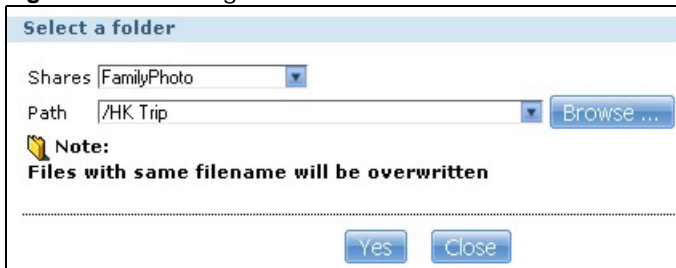 Select a folder
Shares FamilyPhoto
Path /HK Trip Browse ...
Note:
Files with same filename will be overwritten
Yes Close